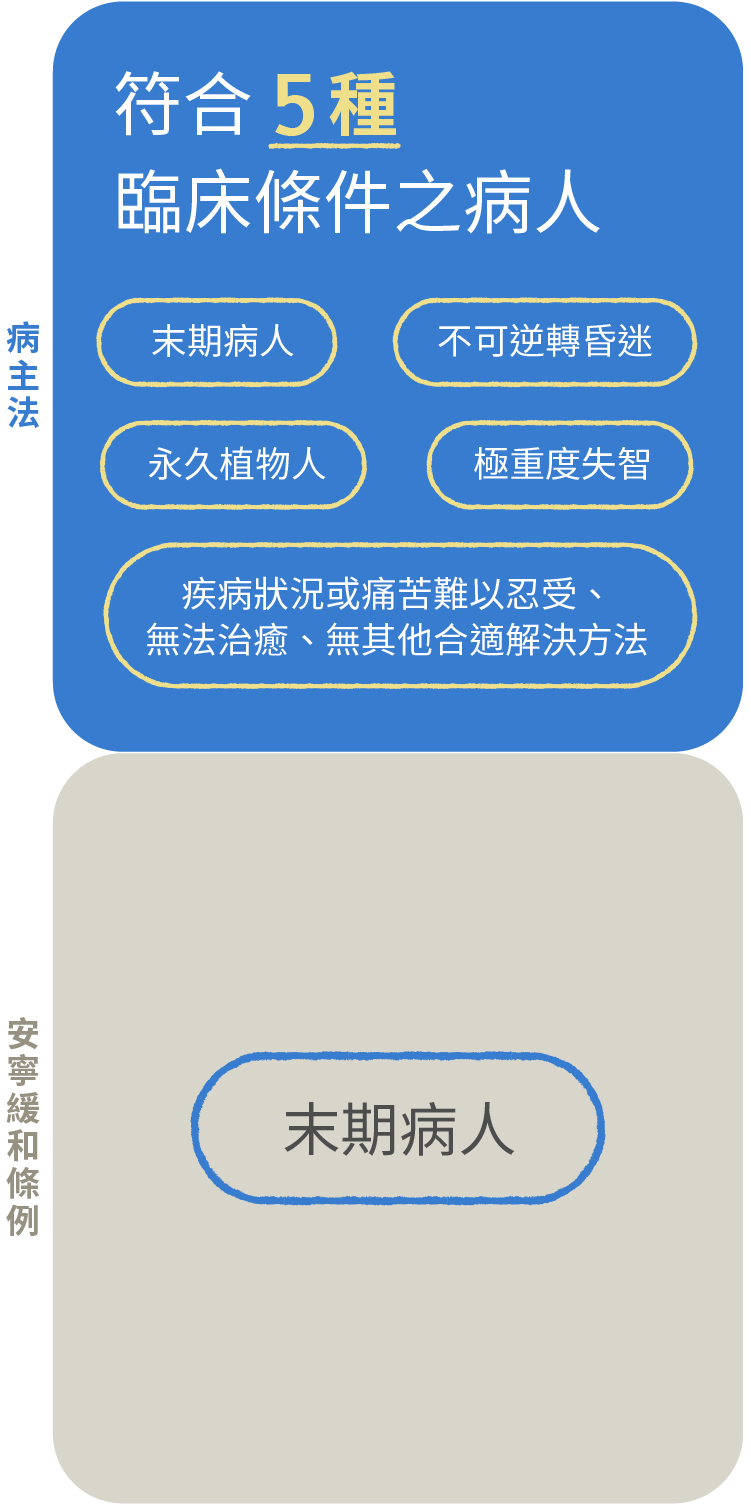 符合 5 種
臨床條件之病人
末期病人
不可逆轉昏迷
病主法
永久植物人
極重度失智
疾病狀況或痛苦難以忍受、
無法治癒、無其他合適解決方法
安寧緩和條例
末期病人